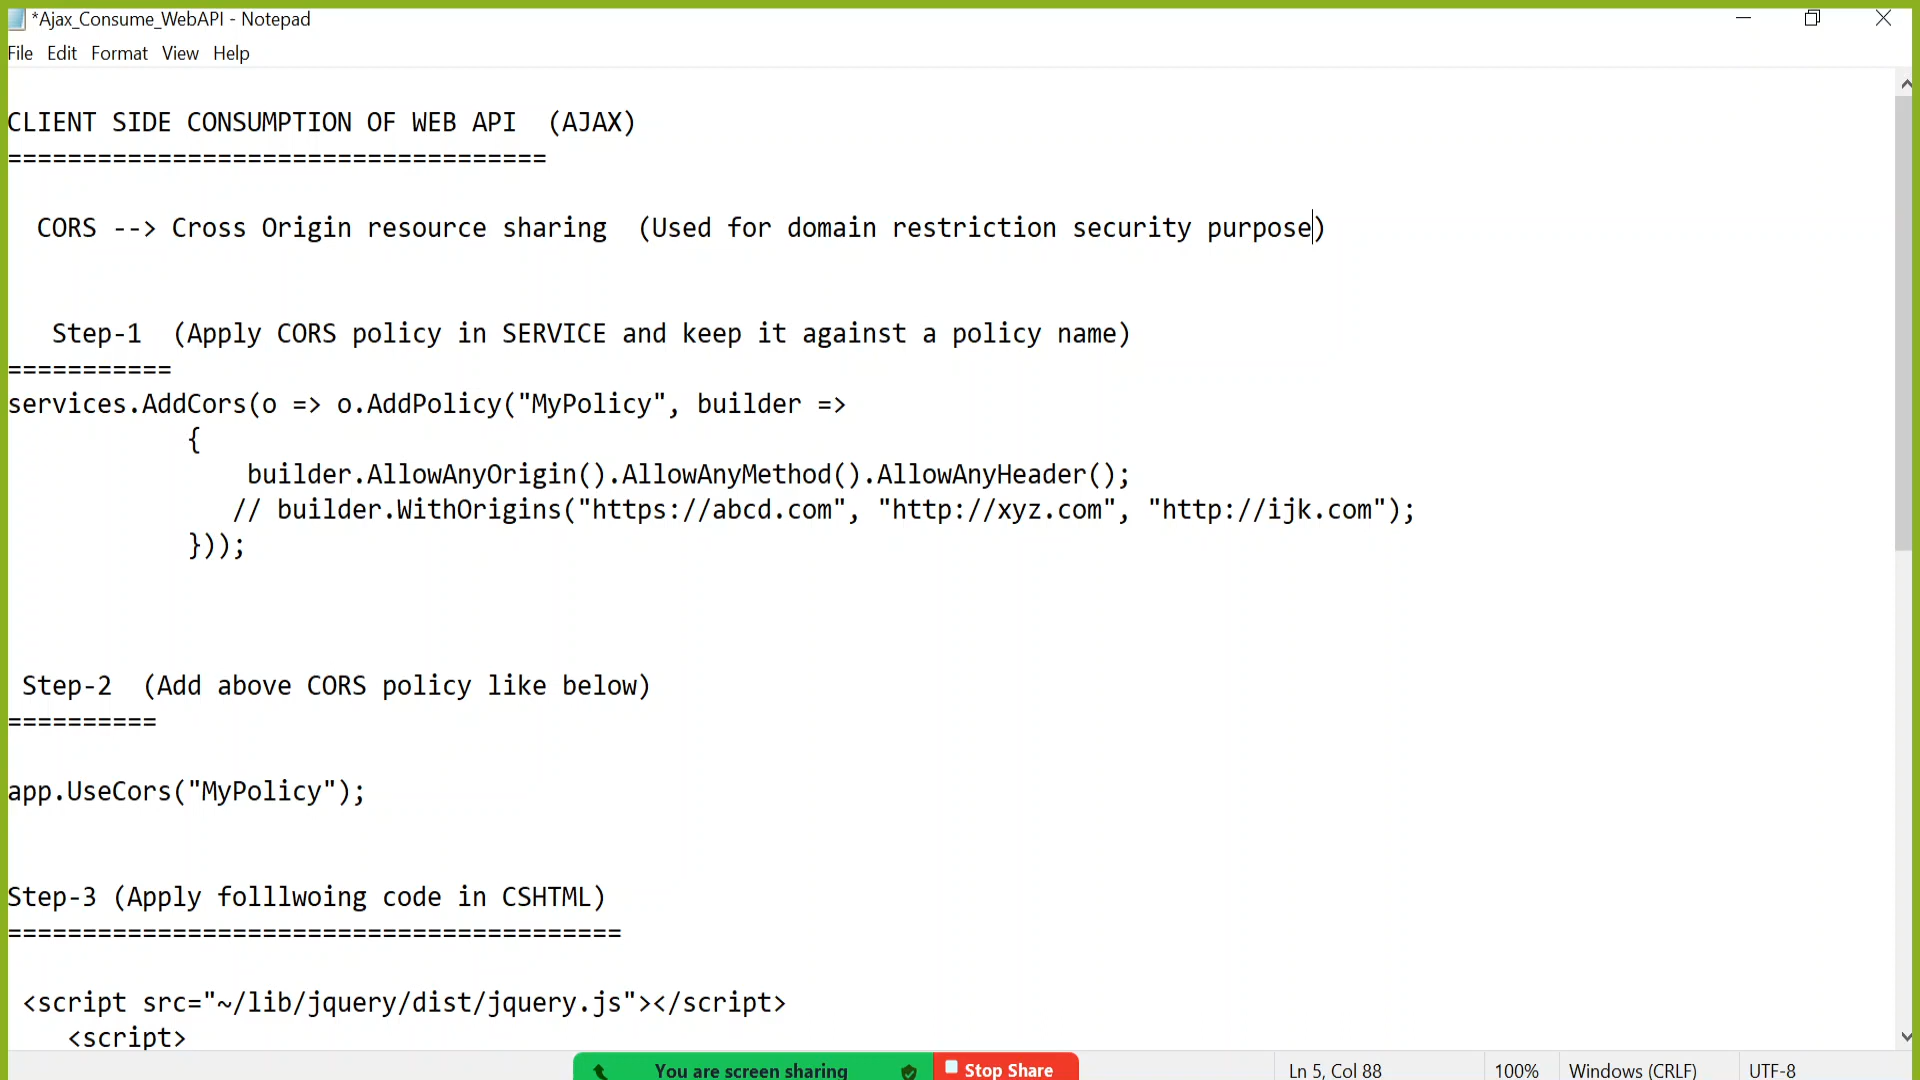 *Ajax_Consume_WebAPI - Notepad
File Edit Format View Help
CLIENT SIDE CONSUMPTION OF WEB API  (AJAX)
====================================
CORS --> Cross Origin resource sharing  (Used for domain restriction security purpose)
Step-1  (Apply CORS policy in SERVICE and keep it against a policy name)
===========
services.AddCors(o => o.AddPolicy("MyPolicy", builder =>
{
builder.AllowAnyOrigin().AllowAnyMethod().AllowAnyHeader();
// builder.WithOrigins("https://abcd.com", "http://xyz.com", "http://ijk.com");
}));
Step-2  (Add above CORS policy like below)
==========
app.UseCors("MyPolicy");
Step-3 (Apply folllwoing code in CSHTML)
=========================================
<script src="~/lib/jquery/dist/jquery.js"></script>
<script>
You are screen sharing Stop Share Ln 5, Col 88 100% Windows (CRLF) UTF-8